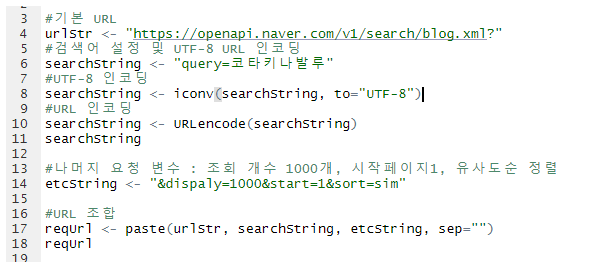 2
3 #기본 URL
4 urlStr <- "https://openapi.naver.com/v1/search/blog.xml?"
5 #검색어 설정 및 UTF-8 URL 인코딩
6 searchString <- "query=코타키나발루"
7 #UTF-8 인코딩
8 searchString <- iconv(searchString, to="UTF-8")
9 #URL 인코딩
10 searchString <- URLencode(searchString)
11 searchString
12
13 #나머지 요청 변수 : 조회 개수 1000개, 시작페이지1, 유사도순 정렬
14 etcString <- "&dispaly=1000&start=1&sort=sim"
15
16 #URL 조합
17 reqUrl <- paste(urlStr, searchString, etcString, sep="")
18 reqUrl
19